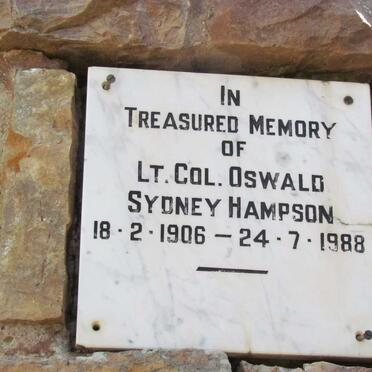 IN
TREASURED MEMORY
OF
LT. COL. OSWALD
SYDNEY HAMPSON
18 · 2 · 1906 — 24 · 7 · 1988